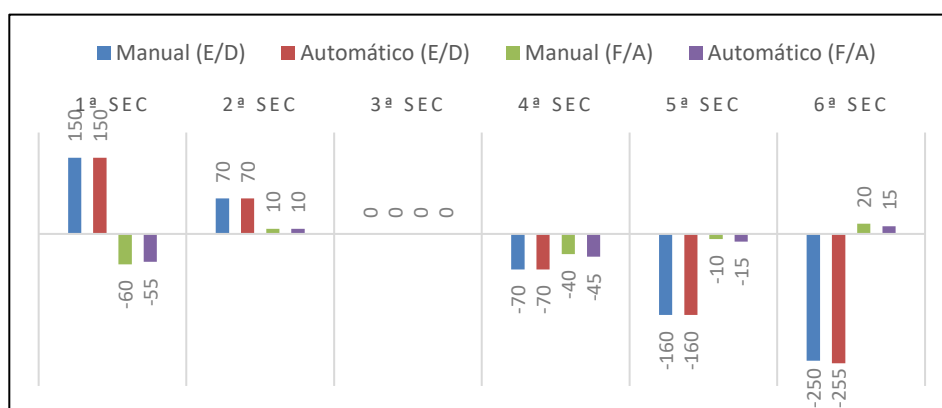 Manual (E/D) Automático (E/D) Manual (F/A) Automático (F/A)
1ª SEC 2ª SEC 3ª SEC 4ª SEC 5ª SEC 6ª SEC
150 150 -60 -55
70 70 10 10
0 0 0 0
-70 -70 -40 -45
-160 -160 -10 -15
-250 -255 20 15